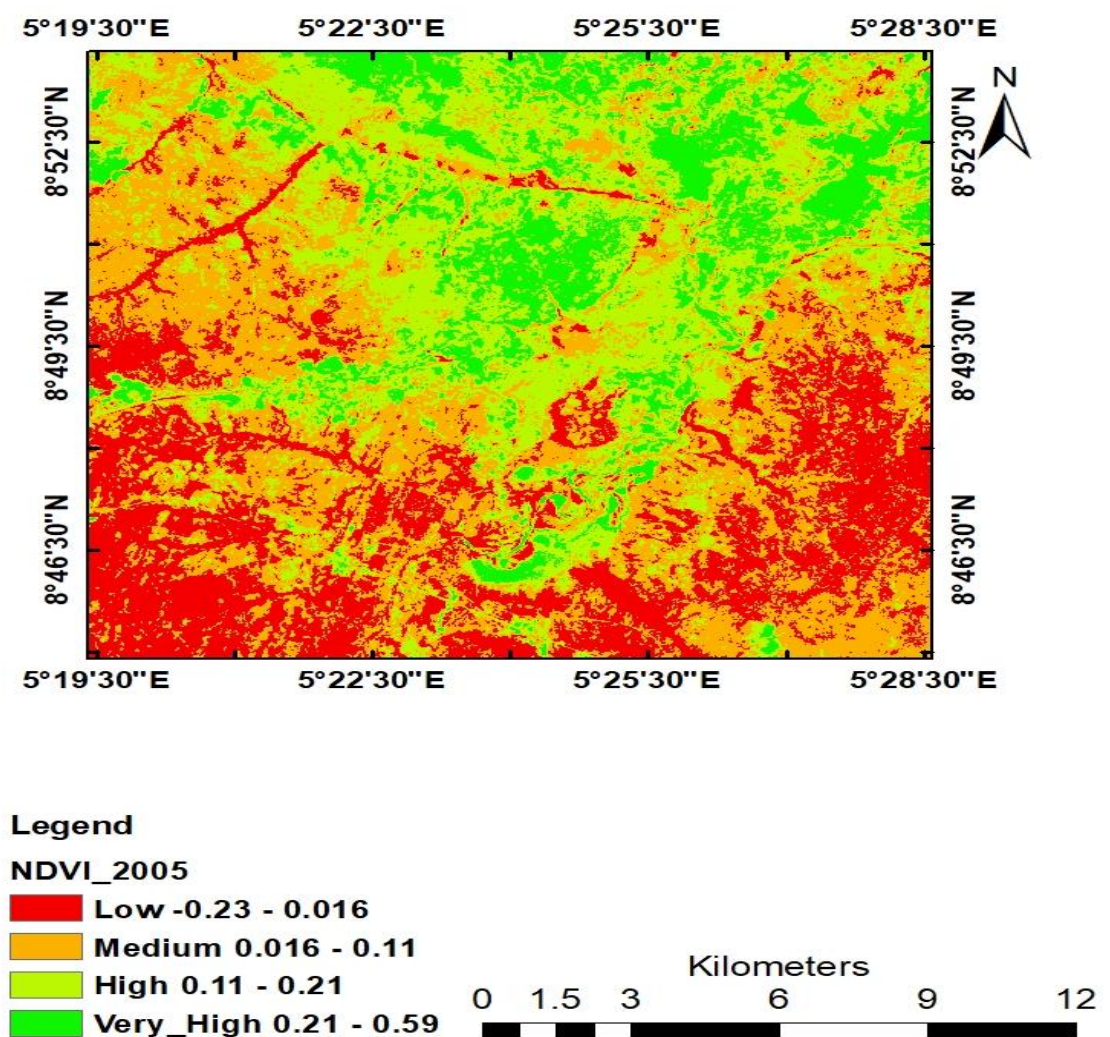 5°19'30"E 5°22'30"E 5°25'30"E 5°28'30"E
N
8°52'30"N 8°52'30"N
8°49'30"N 8°49'30"N
8°46'30"N 8°46'30"N
5°19'30"E 5°22'30"E 5°25'30"E 5°28'30"E
Legend
NDVI_2005
Low -0.23 - 0.016
Medium 0.016 - 0.11
High 0.11 - 0.21
Very_High 0.21 - 0.59
Kilometers
0 1.5 3 6 9 12